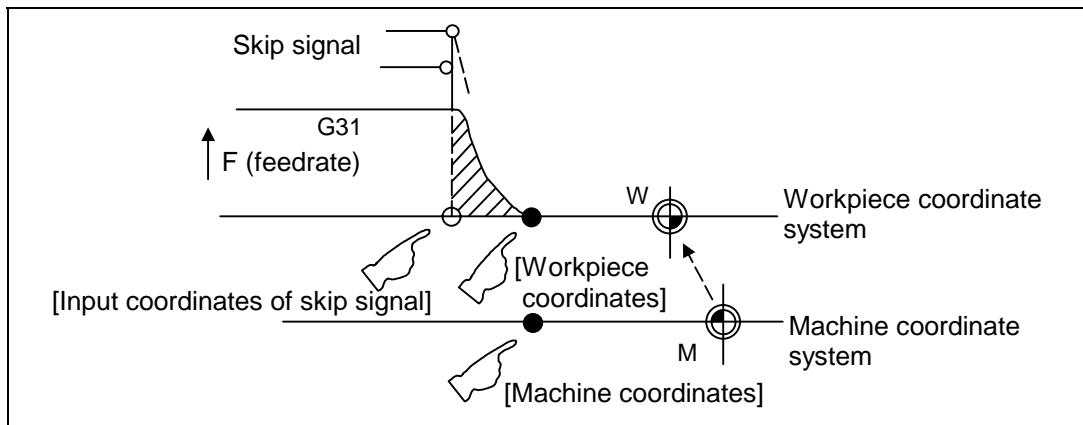 Skip signal
G31
F (feedrate)
W
Workpiece coordinate
system
[Workpiece
coordinates]
[Input coordinates of skip signal]
Machine coordinate
system
M
[Machine coordinates]